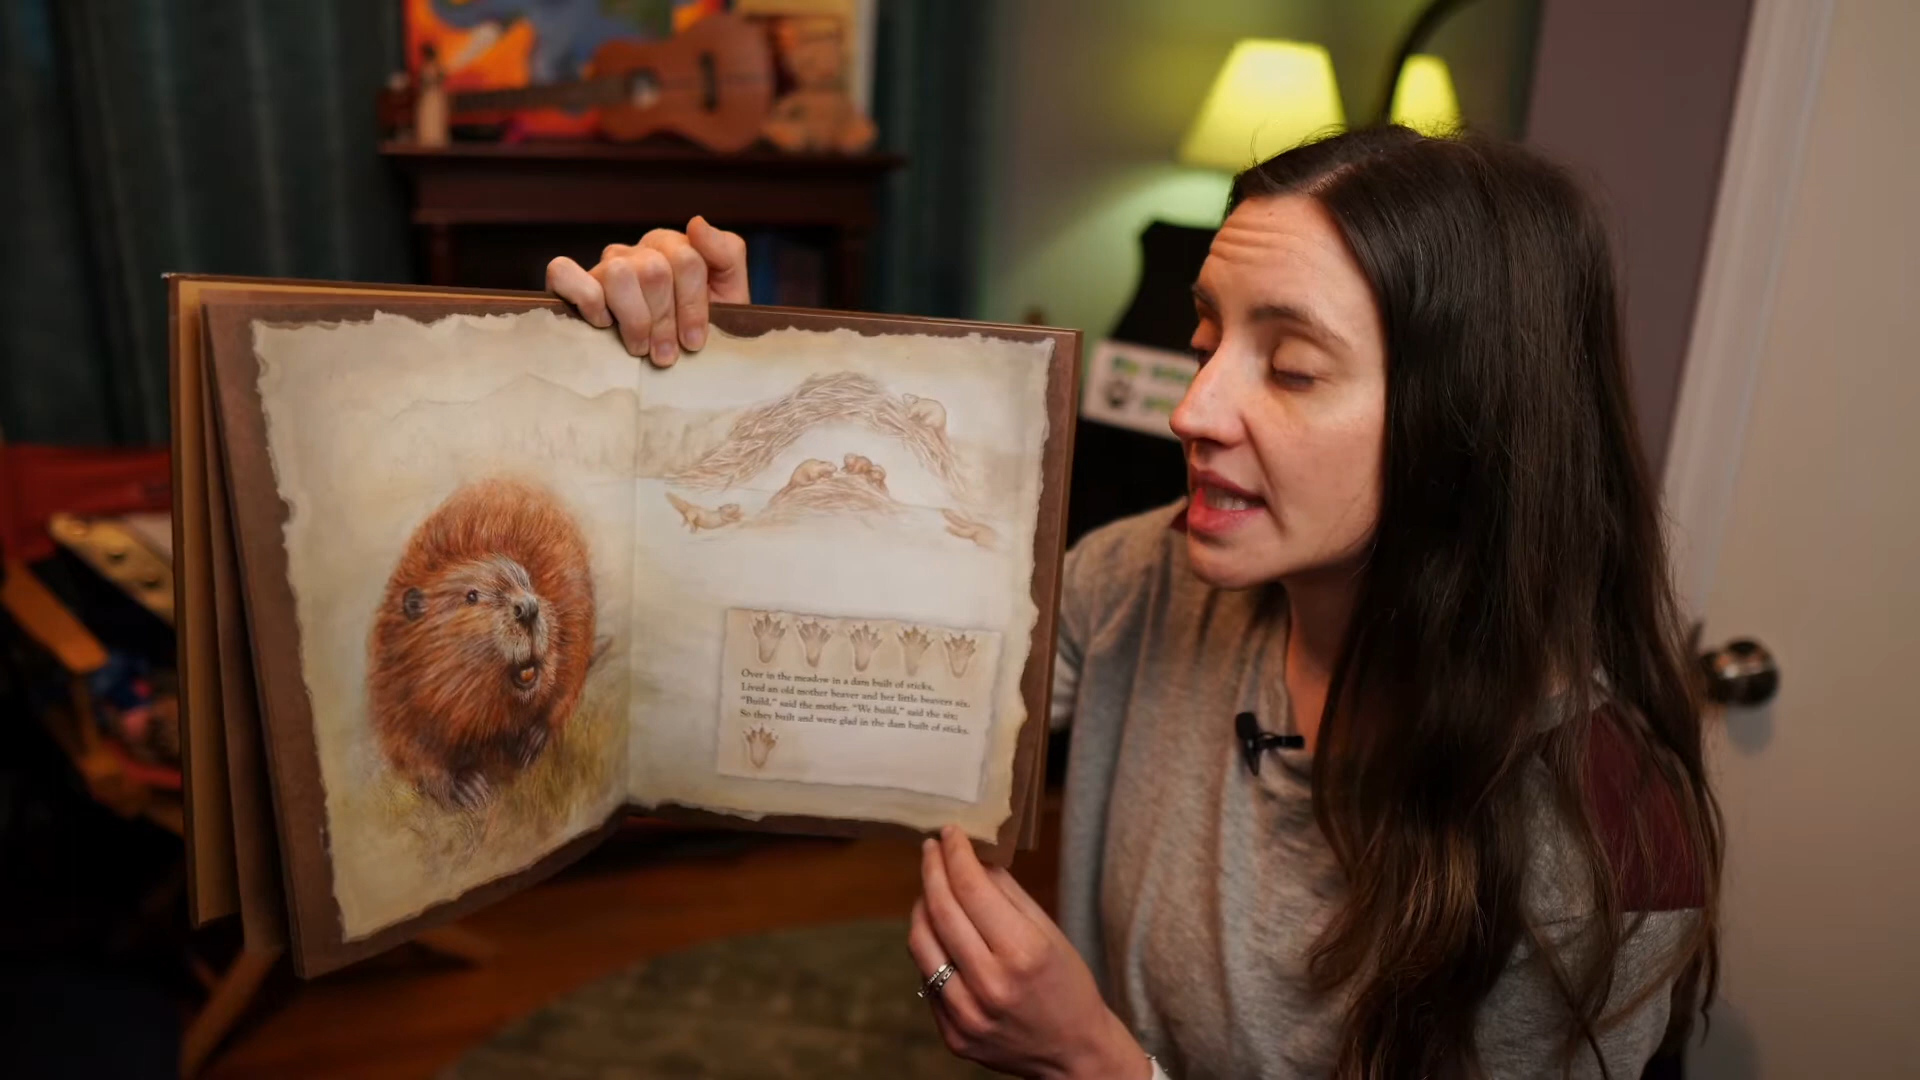 Over in the meadow in a dam built of sticks,
Lived an old mother beaver and her little beavers six.
"Build," said the mother. "We build," said the six;
So they built and were glad in the dam built of sticks.